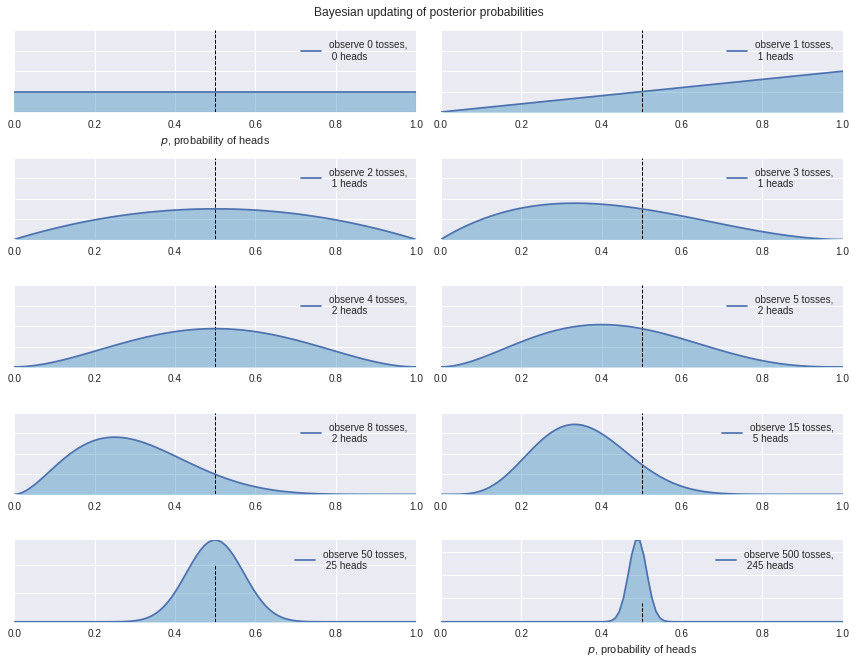 Bayesian updating of posterior probabilities
observe 0 tosses,
0 heads
0.0 0.2 0.4 0.6 0.8 1.0
p, probability of heads
observe 1 tosses,
1 heads
0.0 0.2 0.4 0.6 0.8 1.0
observe 2 tosses,
1 heads
0.0 0.2 0.4 0.6 0.8 1.0
observe 3 tosses,
1 heads
0.0 0.2 0.4 0.6 0.8 1.0
observe 4 tosses,
2 heads
0.0 0.2 0.4 0.6 0.8 1.0
observe 5 tosses,
2 heads
0.0 0.2 0.4 0.6 0.8 1.0
observe 8 tosses,
2 heads
0.0 0.2 0.4 0.6 0.8 1.0
observe 15 tosses,
5 heads
0.0 0.2 0.4 0.6 0.8 1.0
observe 50 tosses,
25 heads
0.0 0.2 0.4 0.6 0.8 1.0
observe 500 tosses,
245 heads
0.0 0.2 0.4 0.6 0.8 1.0
p, probability of heads